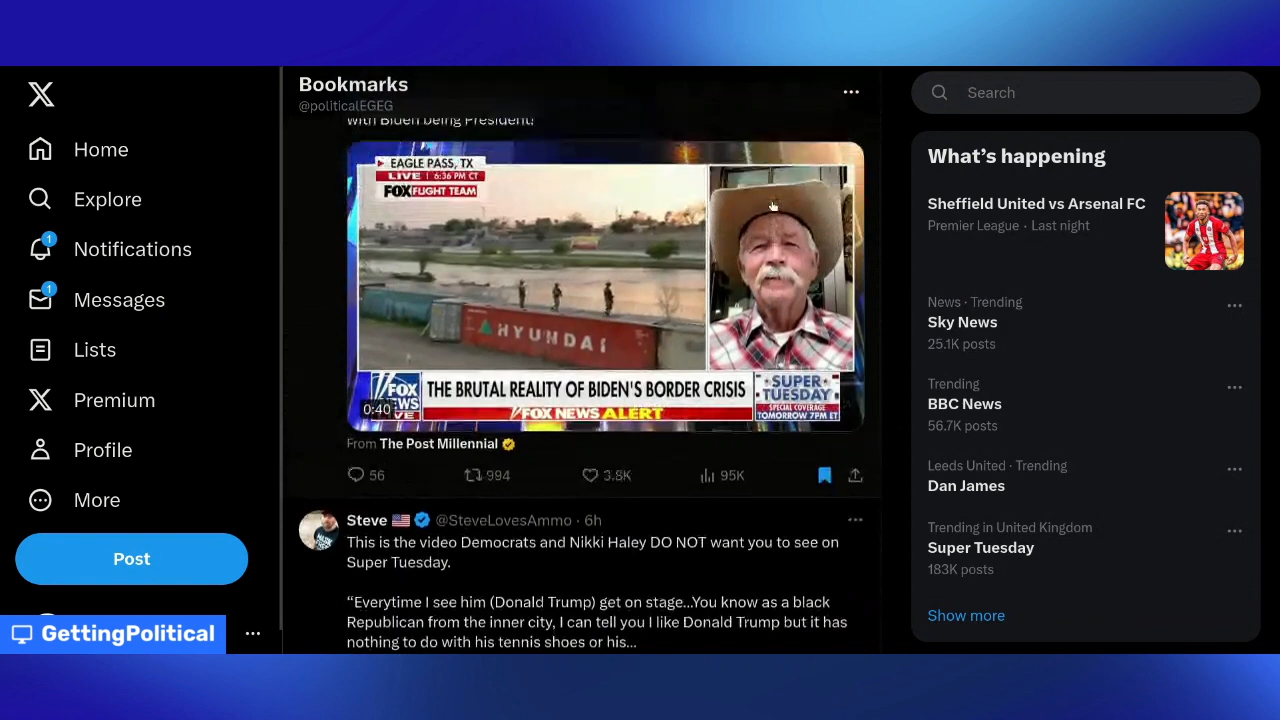 Bookmarks
@politicalEGEG
Home
Explore
1
Notifications
1
Messages
Lists
Premium
Profile
More
Post
GettingPolitical
with Biden being President!
EAGLE PASS, TX
LIVE 6:36 PM CT
FOX FLIGHT TEAM
HYUNDAI
THE BRUTAL REALITY OF BIDEN'S BORDER CRISIS
FOX NEWS ALERT
SUPER
TUESDAY
SPECIAL COVERAGE
TOMORROW 7PM ET
0:40
From The Post Millennial
56 994 3.8K 95K
Steve @SteveLovesAmmo · 6h
This is the video Democrats and Nikki Haley DO NOT want you to see on
Super Tuesday.
“Everytime I see him (Donald Trump) get on stage...You know as a black
Republican from the inner city, I can tell you I like Donald Trump but it has
nothing to do with his tennis shoes or his...
Search
What’s happening
Sheffield United vs Arsenal FC
Premier League · Last night
News · Trending
Sky News
25.1K posts
Trending
BBC News
56.7K posts
Leeds United · Trending
Dan James
Trending in United Kingdom
Super Tuesday
183K posts
Show more